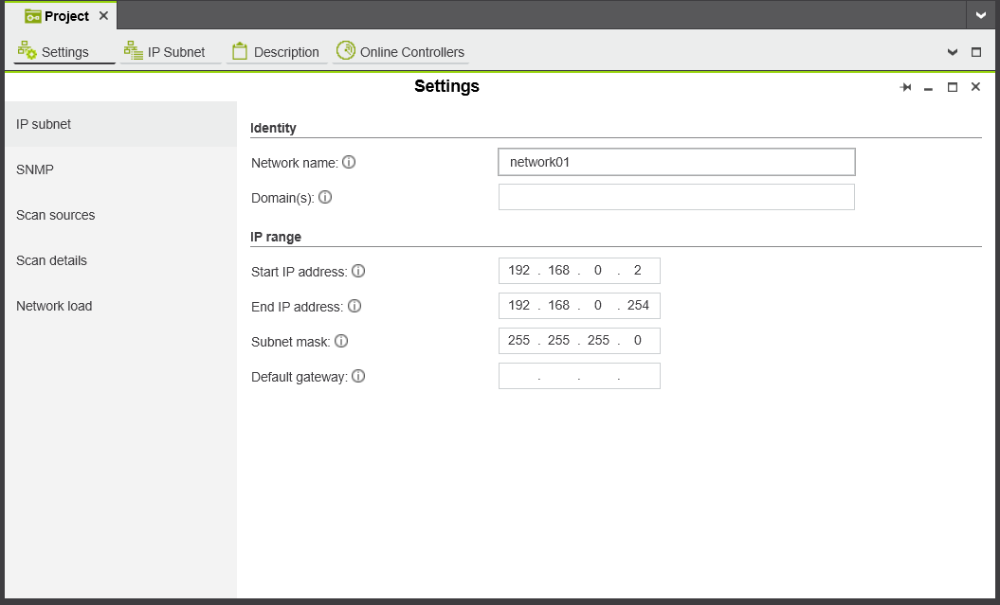 Project
Settings
IP Subnet
Description
Online Controllers
Settings
IP subnet
SNMP
Scan sources
Scan details
Network load
Identity
Network name:
network01
Domain(s):
IP range
Start IP address:
192 . 168 . 0 . 2
End IP address:
192 . 168 . 0 . 254
Subnet mask:
255 . 255 . 255 . 0
Default gateway:
. . .